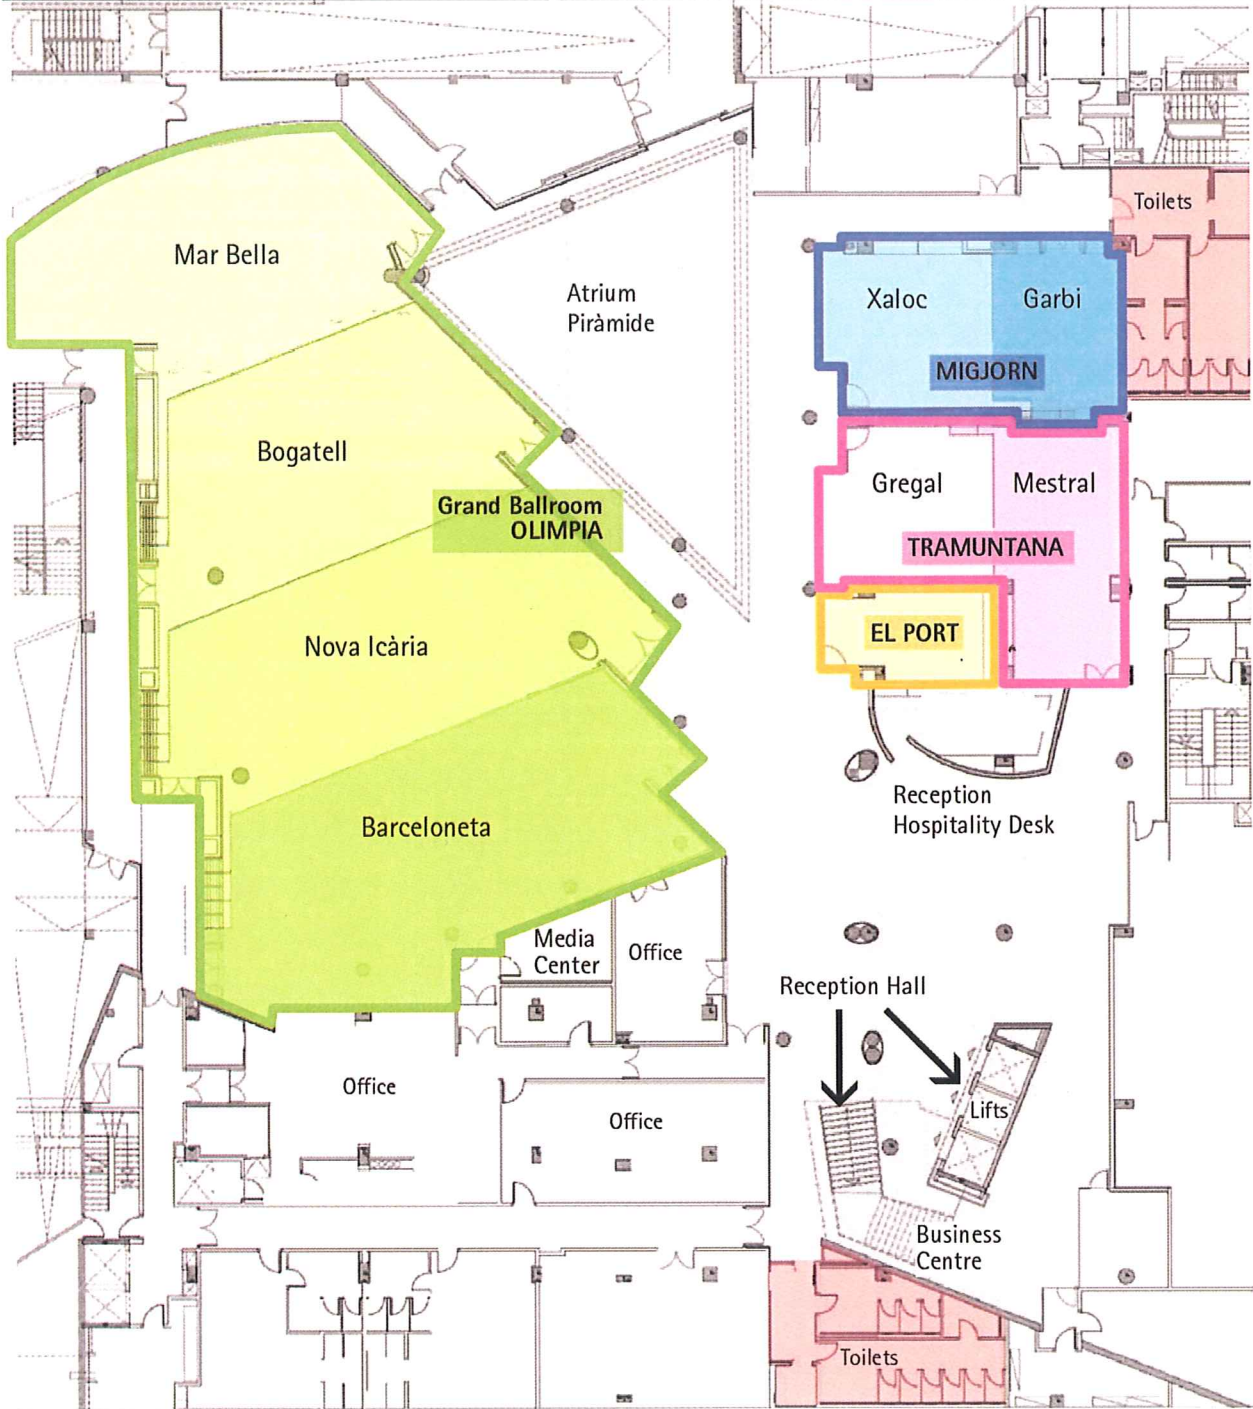 Toilets
Mar Bella
Atrium
Piràmide
Xaloc
Garbi
MIGJORN
Bogatell
Gregal
Mestral
Grand Ballroom
OLIMPIA
TRAMUNTANA
EL PORT
Nova Icària
Reception
Hospitality Desk
Barceloneta
Media
Center
Office
Reception Hall
Office
Lifts
Office
Business
Centre
Toilets